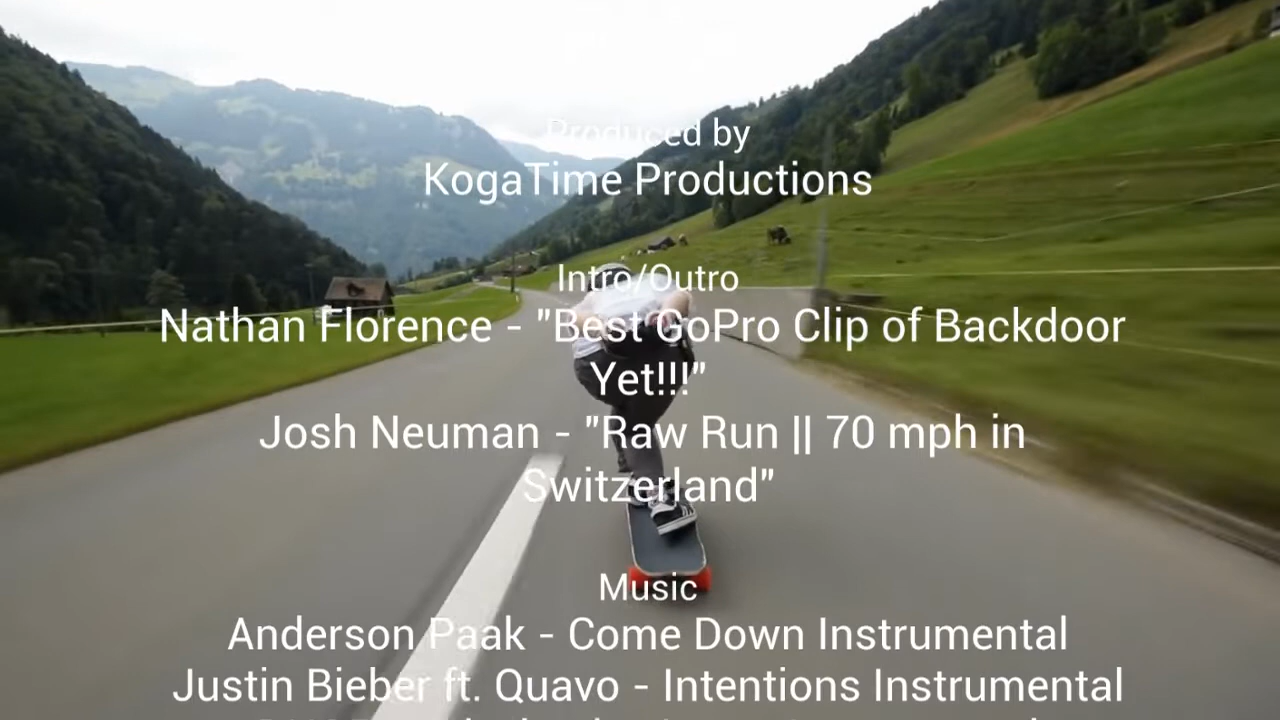 Produced by
KogaTime Productions
Intro/Outro
Nathan Florence - "Best GoPro Clip of Backdoor
Yet!!!"
Josh Neuman - "Raw Run || 70 mph in
Switzerland"
Music
Anderson Paak - Come Down Instrumental
Justin Bieber ft. Quavo - Intentions Instrumental